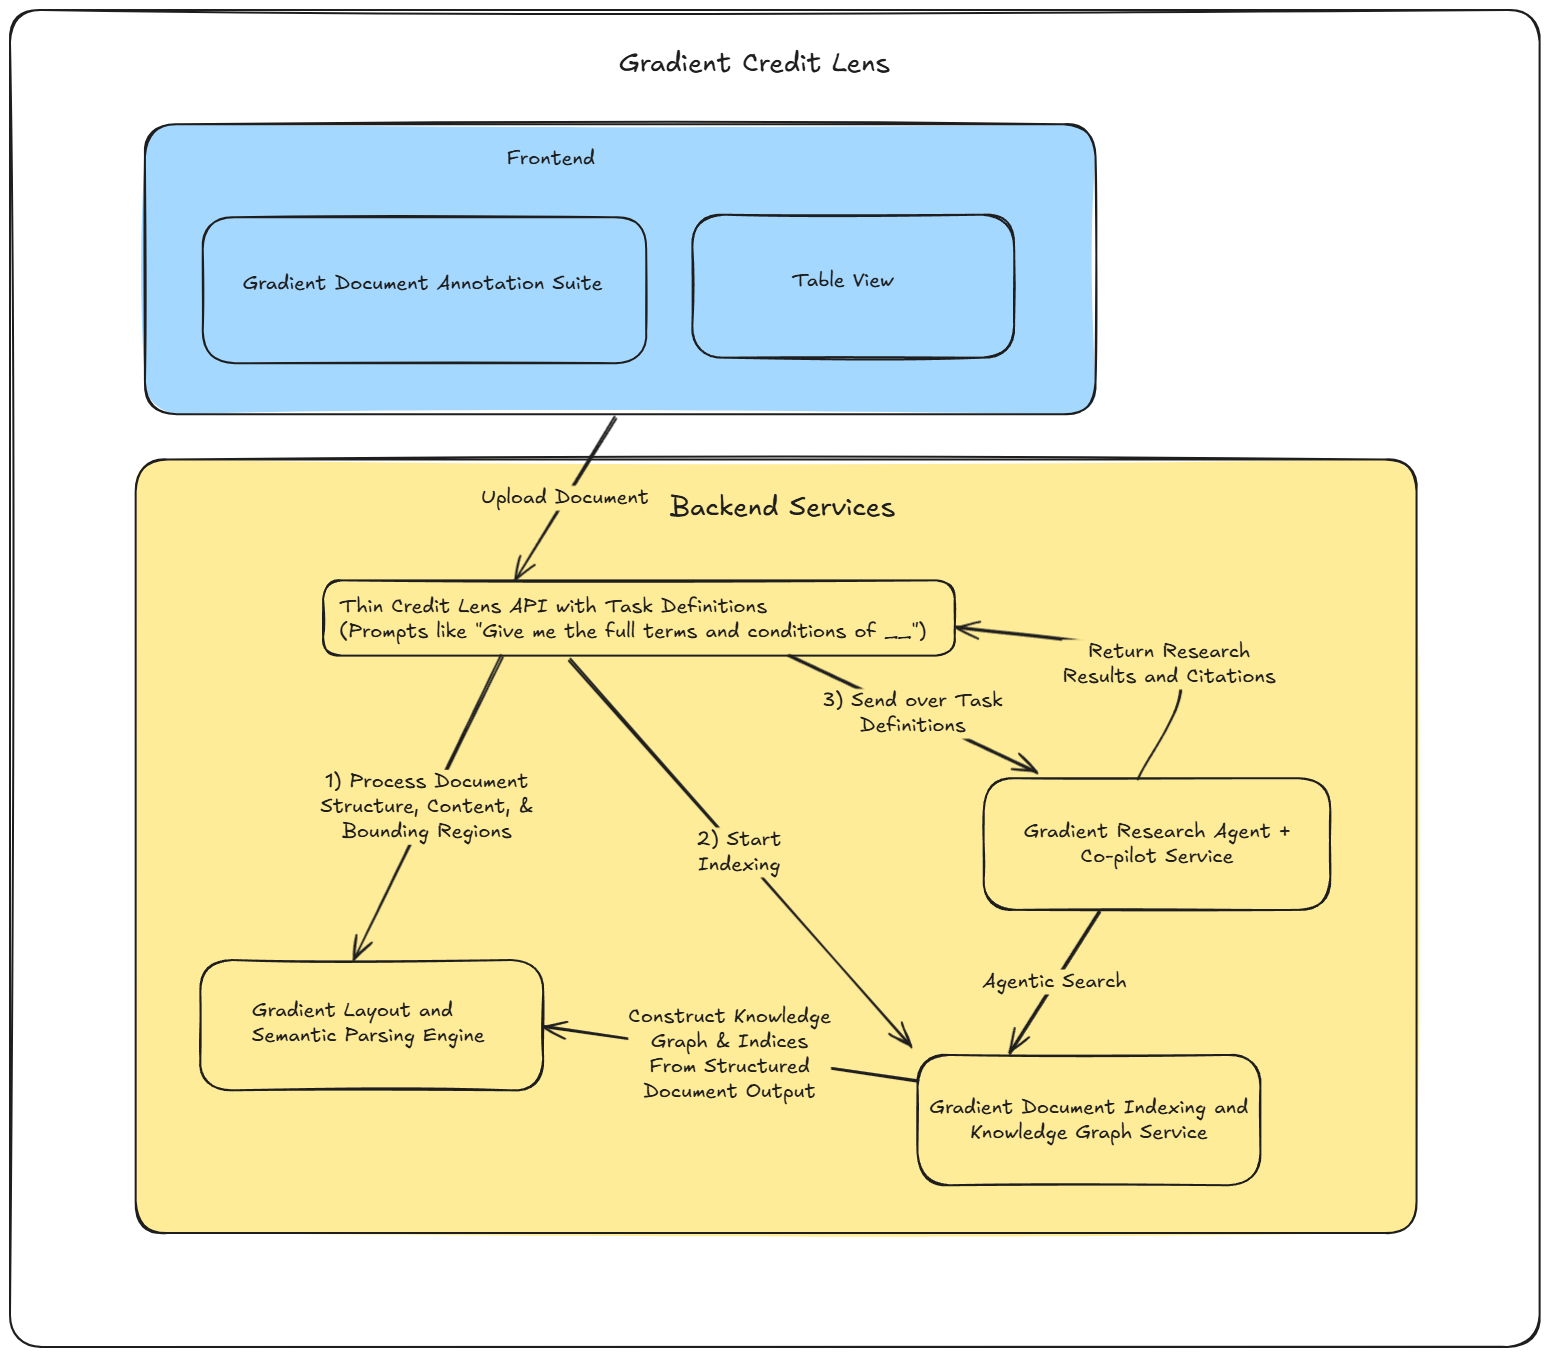 Gradient Credit Lens
Frontend
Gradient Document Annotation Suite
Table View
Upload Document
Backend Services
Thin Credit Lens API with Task Definitions
(Prompts like "Give me the full terms and conditions of __")
Return Research
Results and Citations
3) Send over Task
Definitions
1) Process Document
Structure, Content, &
Bounding Regions
2) Start
Indexing
Gradient Research Agent +
Co-pilot Service
Agentic Search
Gradient Layout and
Semantic Parsing Engine
Construct Knowledge
Graph & Indices
From Structured
Document Output
Gradient Document Indexing and
Knowledge Graph Service